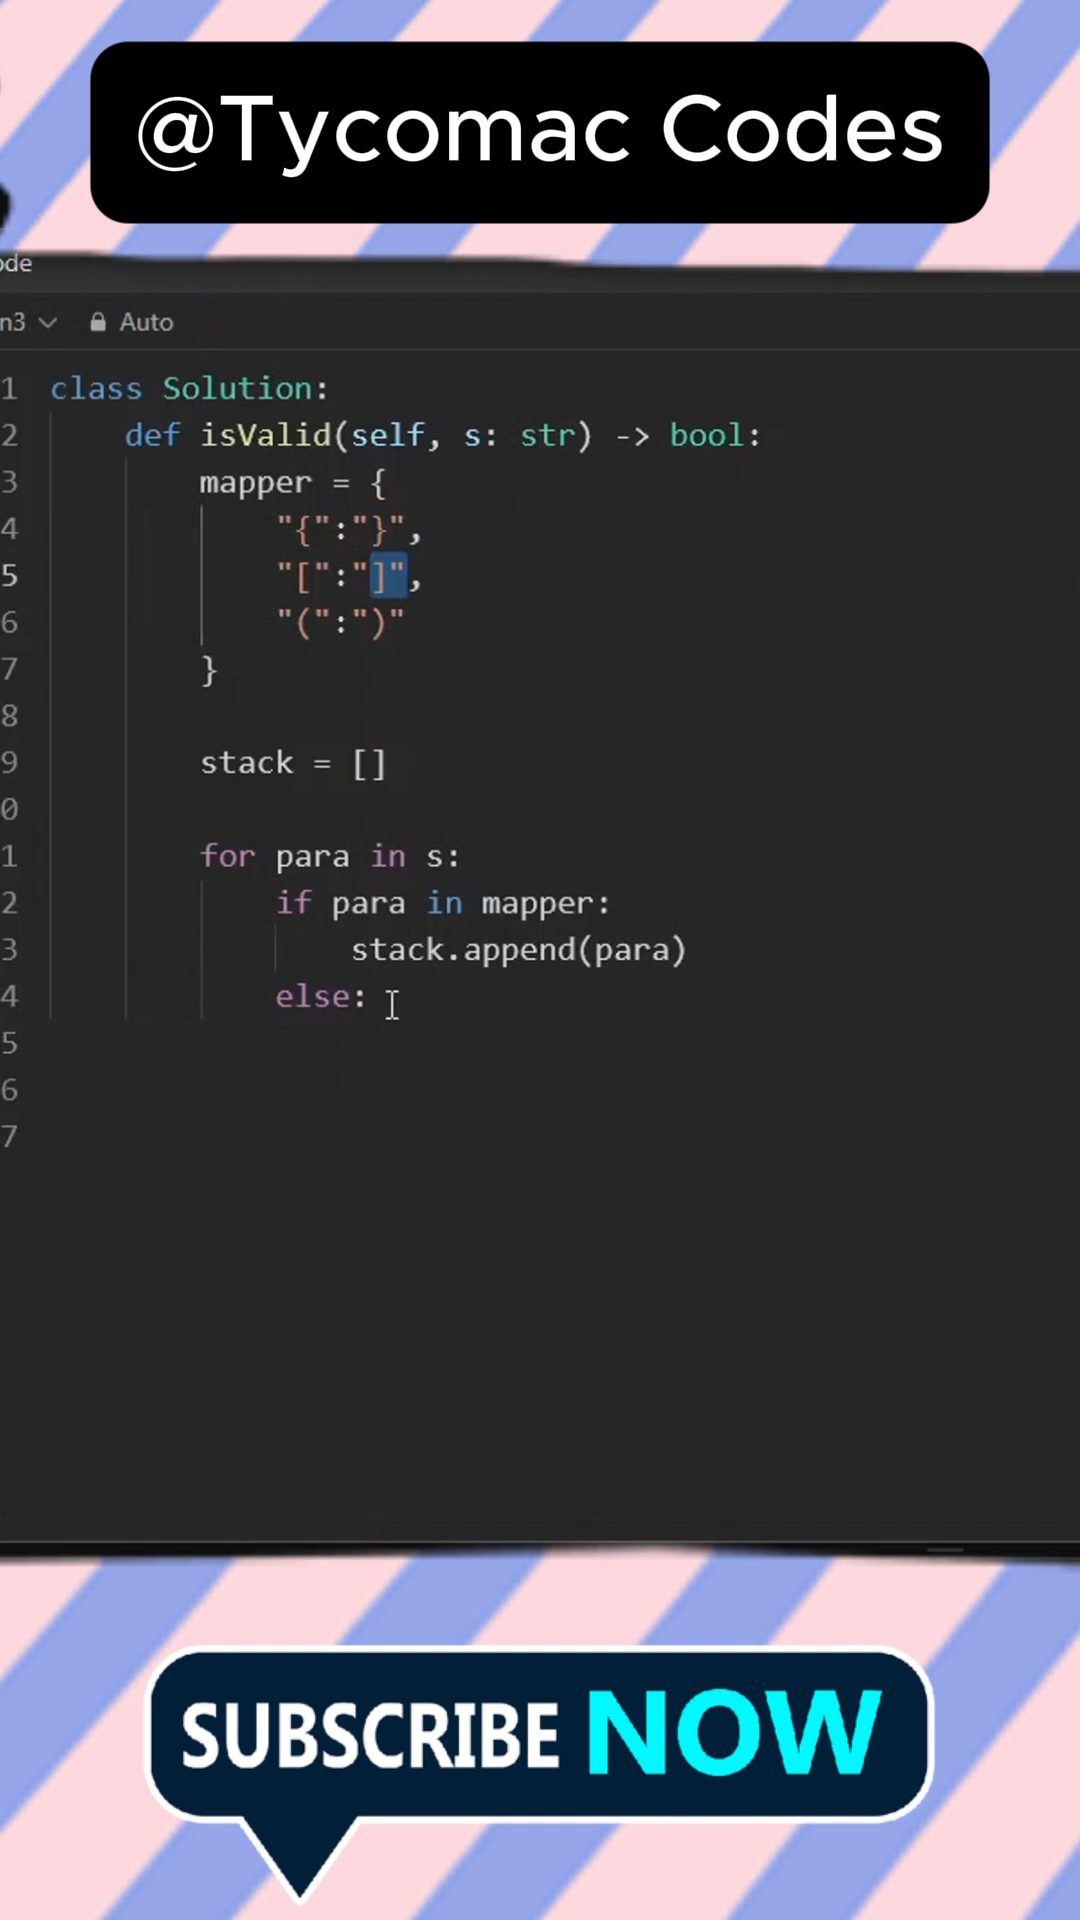 @Tycomac Codes
ode
n3 Auto
1 class Solution:
2 def isValid(self, s: str) -> bool:
3 mapper = {
4 "{":"}",
5 "[":"]",
6 "(":")"
7 }
8
9 stack = []
0
1 for para in s:
2 if para in mapper:
3 stack.append(para)
4 else:
5
6
7
SUBSCRIBE NOW